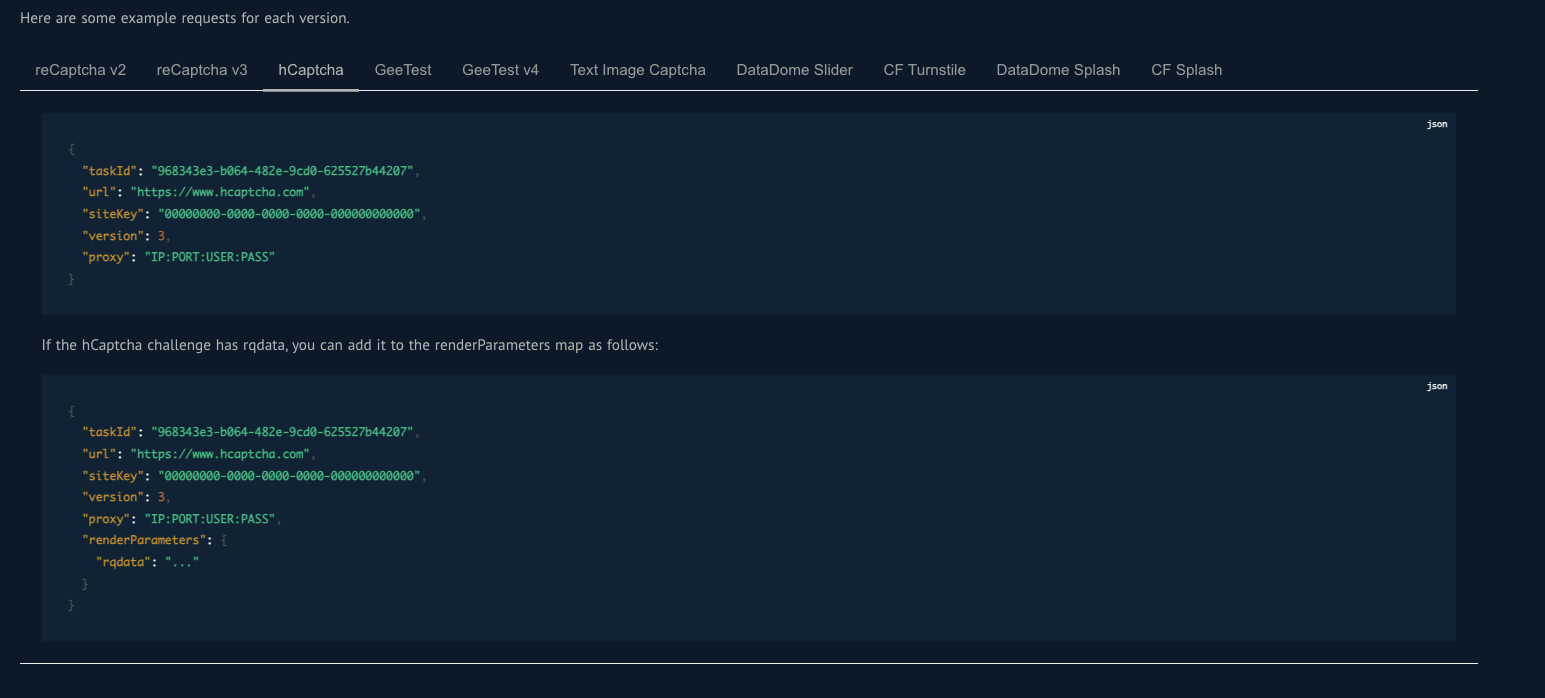 Here are some example requests for each version.
reCaptcha v2 reCaptcha v3 hCaptcha GeeTest GeeTest v4 Text Image Captcha DataDome Slider CF Turnstile DataDome Splash CF Splash
json
{
"taskId": "968343e3-b064-482e-9cd0-625527b44207",
"url": "https://www.hcaptcha.com",
"siteKey": "00000000-0000-0000-0000-000000000000",
"version": 3,
"proxy": "IP:PORT:USER:PASS"
}
If the hCaptcha challenge has rqdata, you can add it to the renderParameters map as follows:
json
{
"taskId": "968343e3-b064-482e-9cd0-625527b44207",
"url": "https://www.hcaptcha.com",
"siteKey": "00000000-0000-0000-0000-000000000000",
"version": 3,
"proxy": "IP:PORT:USER:PASS",
"renderParameters": {
"rqdata": "..."
}
}